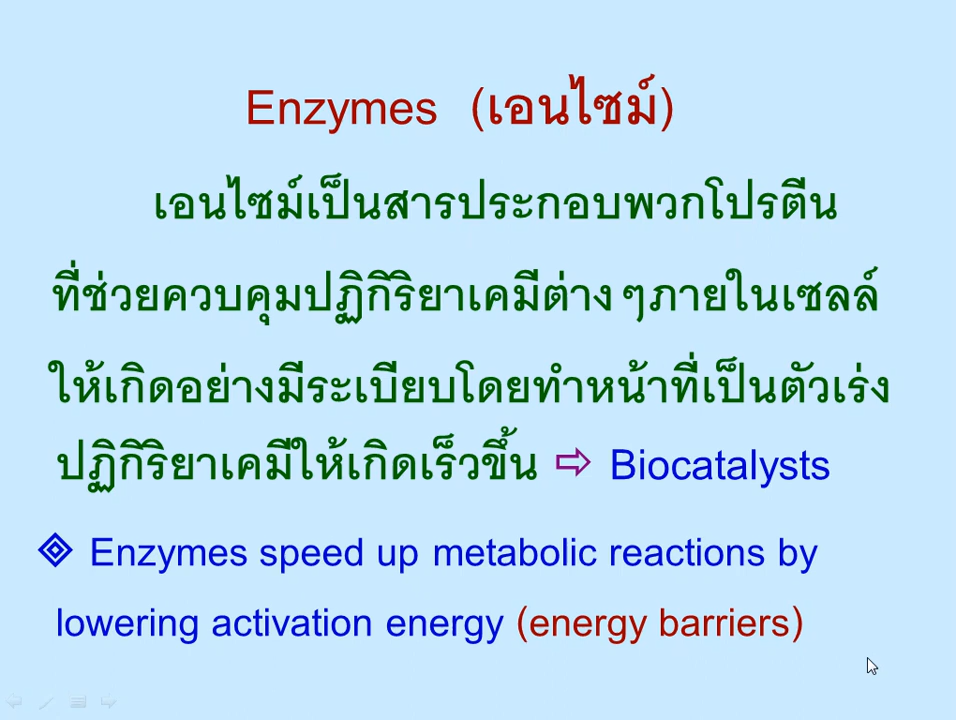 Enzymes (เอนไซม์)
เอนไซม์เป็นสารประกอบพวกโปรตีน
ที่ช่วยควบคุมปฏิกิริยาเคมีต่าง ๆภายในเซลล์
ให้เกิดอย่างมีระเบียบโดยทำหน้าที่เป็นตัวเร่ง
ปฏิกิริยาเคมีให้เกิดเร็วขึ้น ⇨ Biocatalysts
Enzymes speed up metabolic reactions by
lowering activation energy (energy barriers)